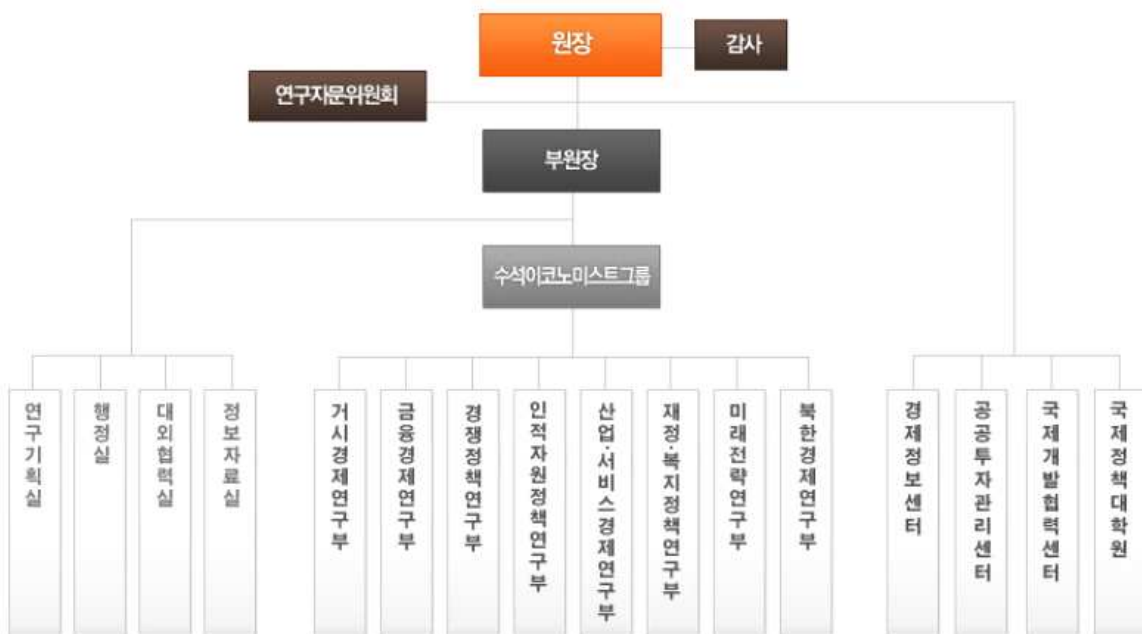 원장
감사
연구자문위원회
부원장
수석이코노미스트그룹
연구기획실
행정실
대외협력실
정보자료실
거시경제연구부
금융경제연구부
경쟁정책연구부
인적자원정책연구부
산업·서비스경제연구부
재정·복지정책연구부
미래전략연구부
북한경제연구부
경제정보센터
공공투자관리센터
국제개발협력센터
국제정책대학원